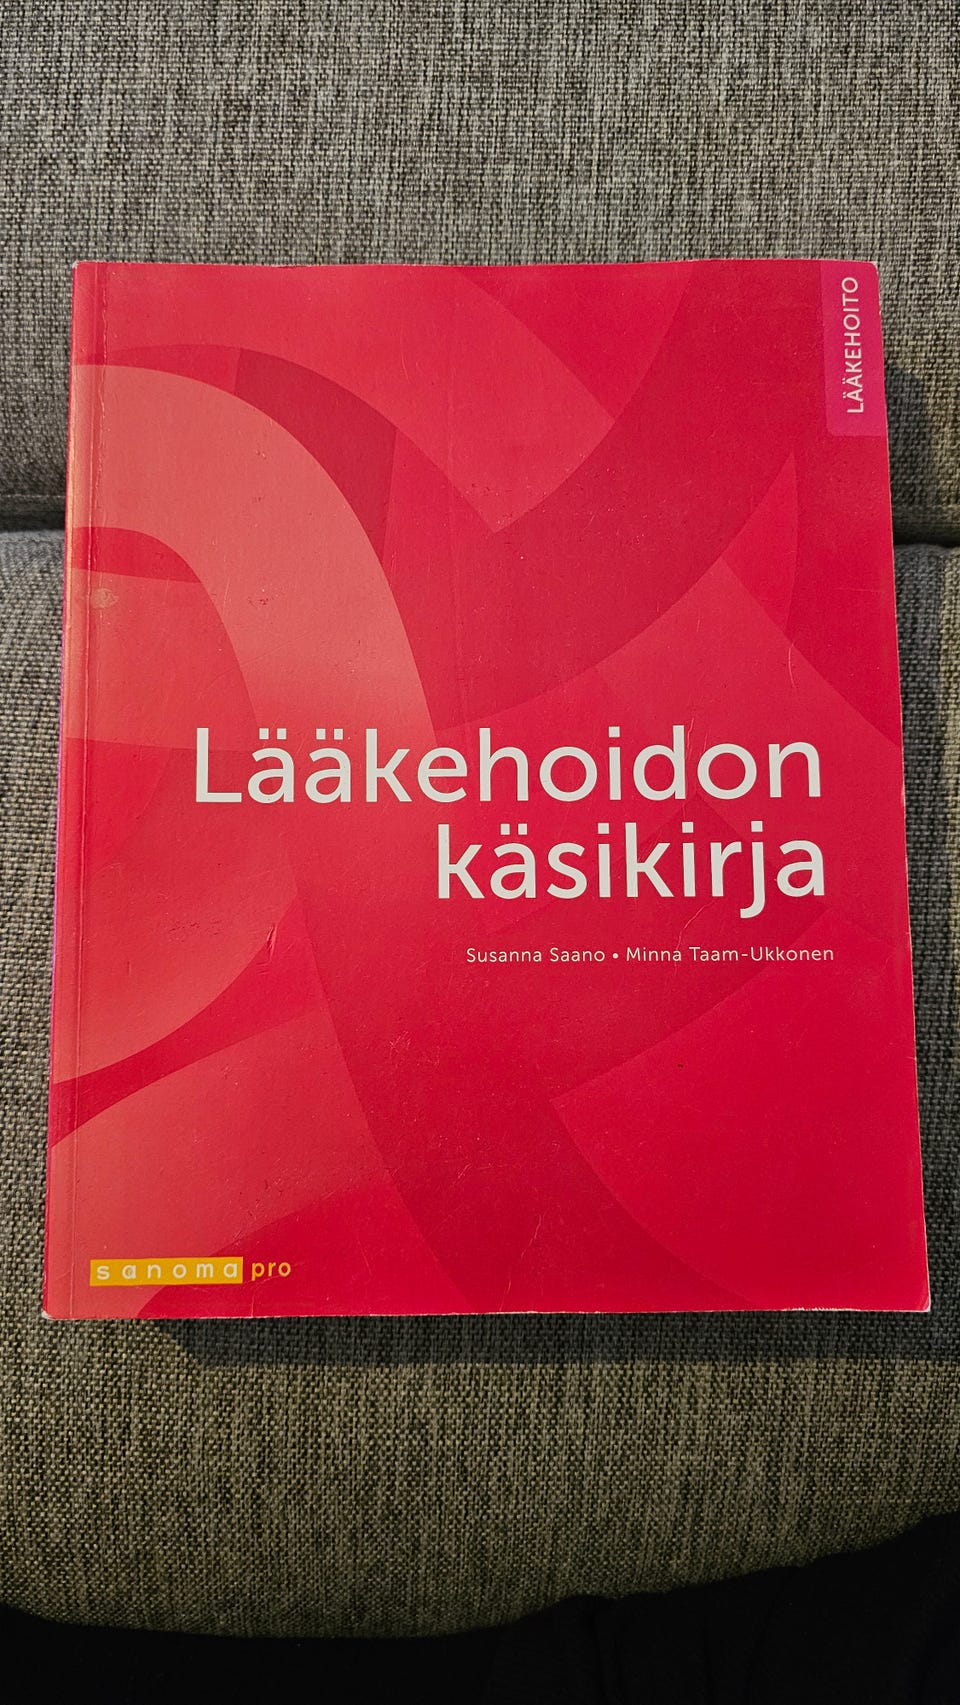 LÄÄKEHOITO
Lääkehoidon
käsikirja
Susanna Saano • Minna Taam-Ukkonen
sanoma pro